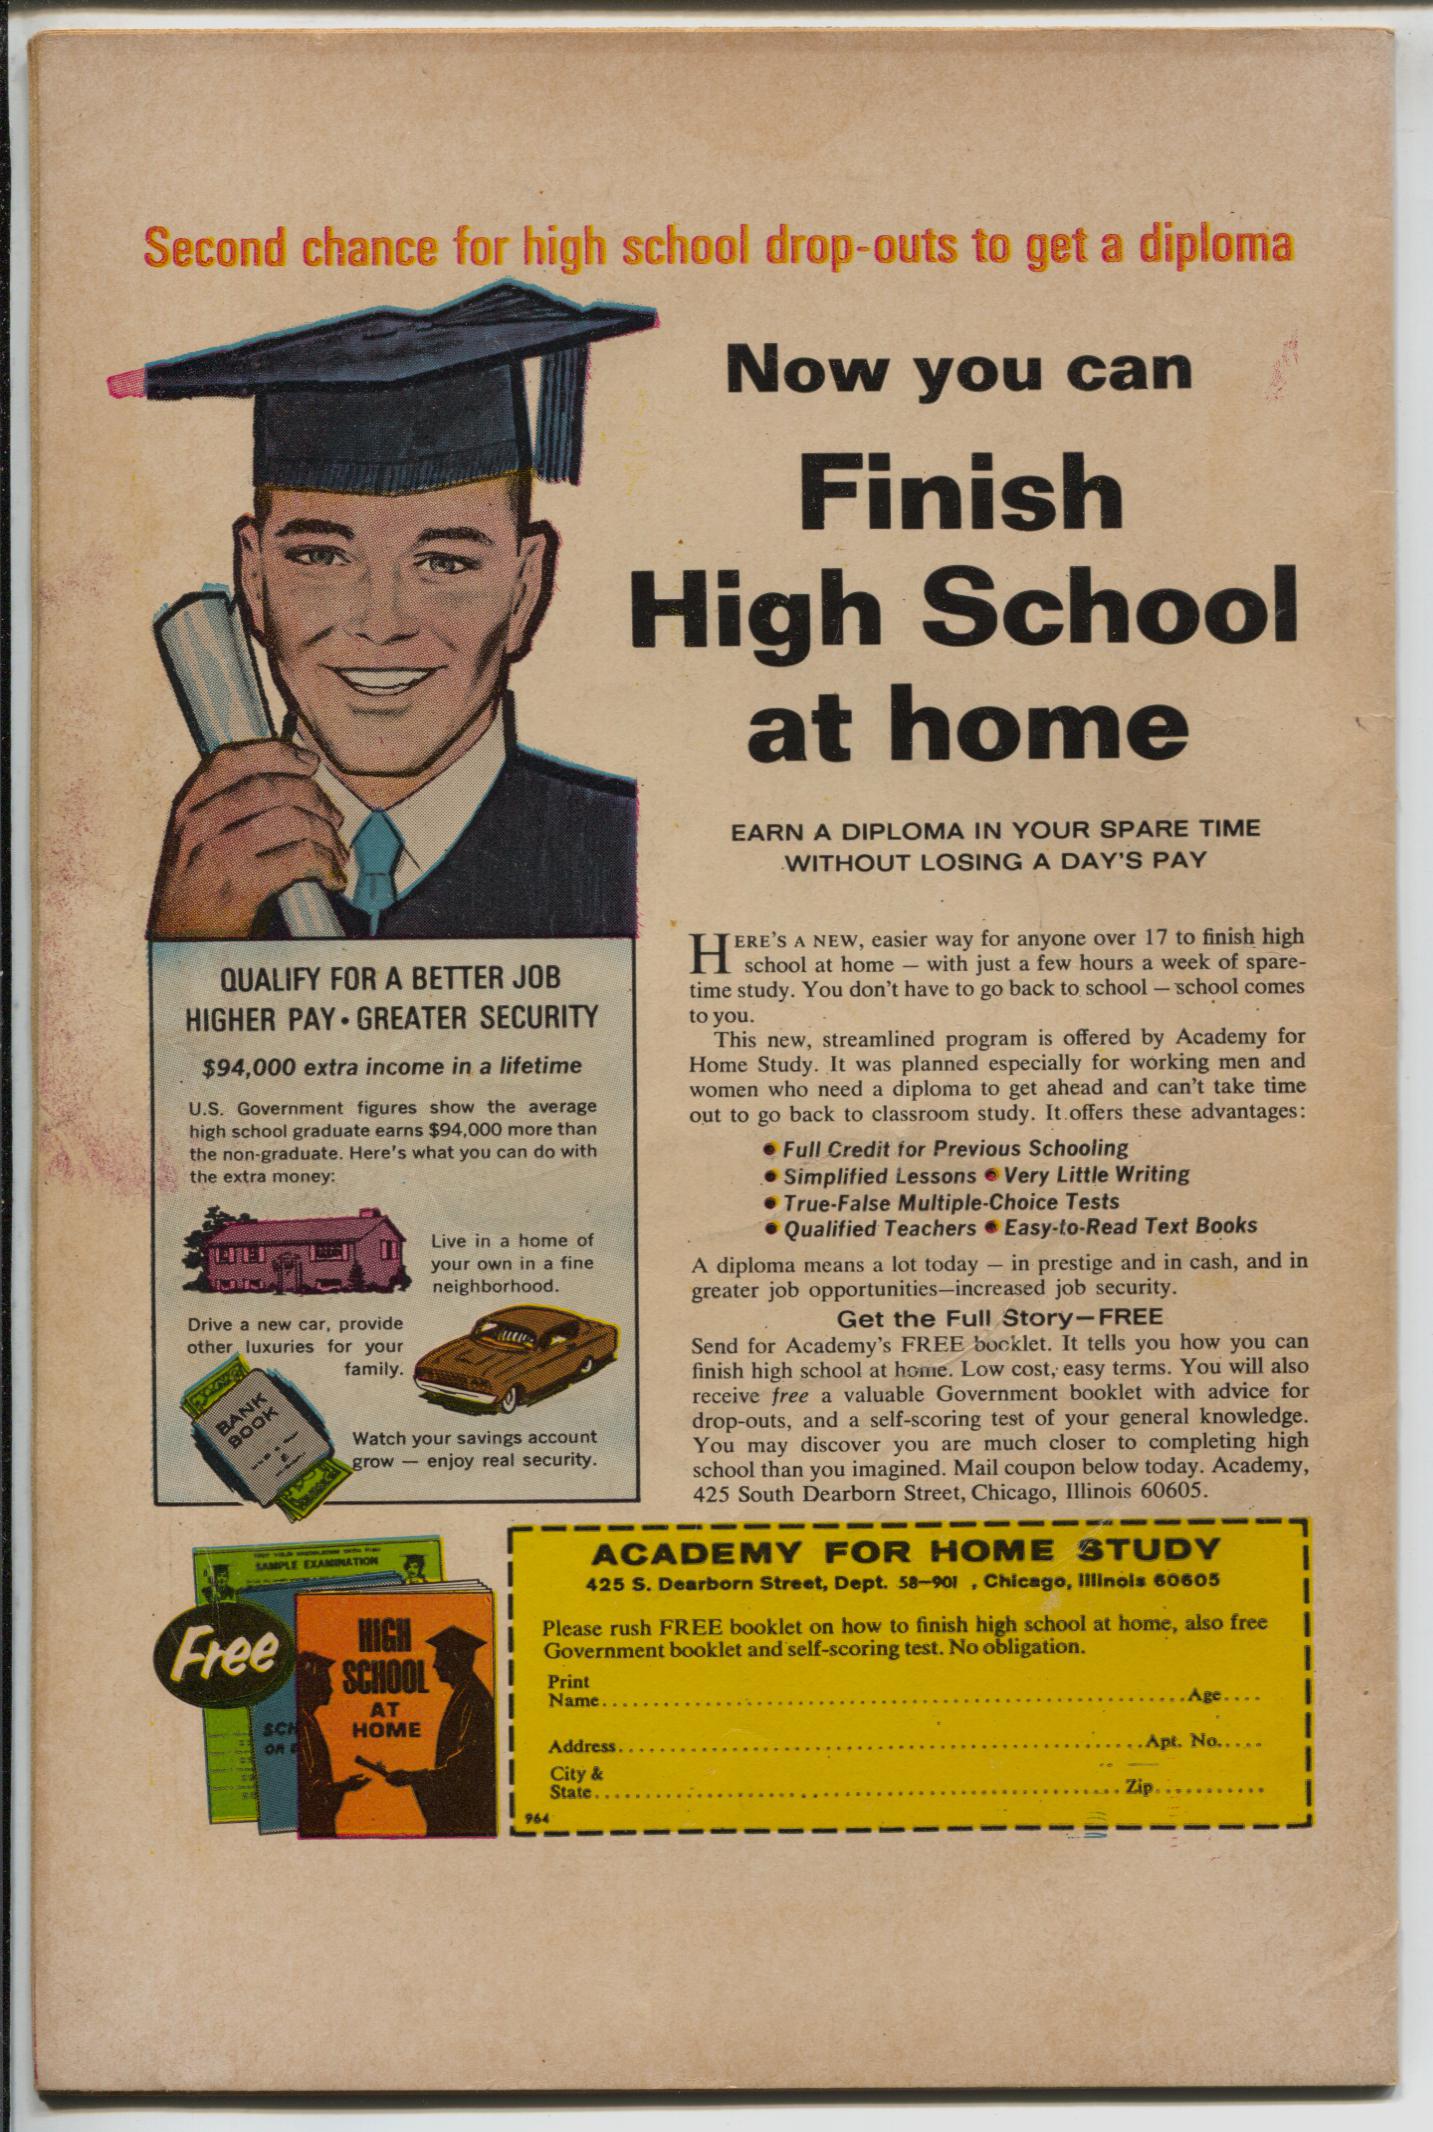 Second chance for high school drop-outs to get a diploma
Now you can
Finish
High School
at home
EARN A DIPLOMA IN YOUR SPARE TIME
WITHOUT LOSING A DAY'S PAY
HERE'S A NEW, easier way for anyone over 17 to finish high
school at home — with just a few hours a week of spare-
time study. You don't have to go back to school — school comes
to you.
This new, streamlined program is offered by Academy for
Home Study. It was planned especially for working men and
women who need a diploma to get ahead and can't take time
out to go back to classroom study. It offers these advantages:
• Full Credit for Previous Schooling
• Simplified Lessons • Very Little Writing
• True-False Multiple-Choice Tests
• Qualified Teachers • Easy-to-Read Text Books
A diploma means a lot today — in prestige and in cash, and in
greater job opportunities—increased job security.
Get the Full Story—FREE
Send for Academy's FREE booklet. It tells you how you can
finish high school at home. Low cost, easy terms. You will also
receive free a valuable Government booklet with advice for
drop-outs, and a self-scoring test of your general knowledge.
You may discover you are much closer to completing high
school than you imagined. Mail coupon below today. Academy,
425 South Dearborn Street, Chicago, Illinois 60605.
QUALIFY FOR A BETTER JOB
HIGHER PAY • GREATER SECURITY
$94,000 extra income in a lifetime
U.S. Government figures show the average
high school graduate earns $94,000 more than
the non-graduate. Here's what you can do with
the extra money:
Live in a home of
your own in a fine
neighborhood.
Drive a new car, provide
other luxuries for your
family.
BANK
BOOK
Watch your savings account
grow — enjoy real security.
SAMPLE EXAMINATION
Free
HIGH
SCHOOL
AT
HOME
SCH
OR
ACADEMY FOR HOME STUDY
425 S. Dearborn Street, Dept. 58-901 , Chicago, Illinois 60605
Please rush FREE booklet on how to finish high school at home, also free
Government booklet and self-scoring test. No obligation.
Print
Name Age
Address Apt. No.
City &
State Zip
964